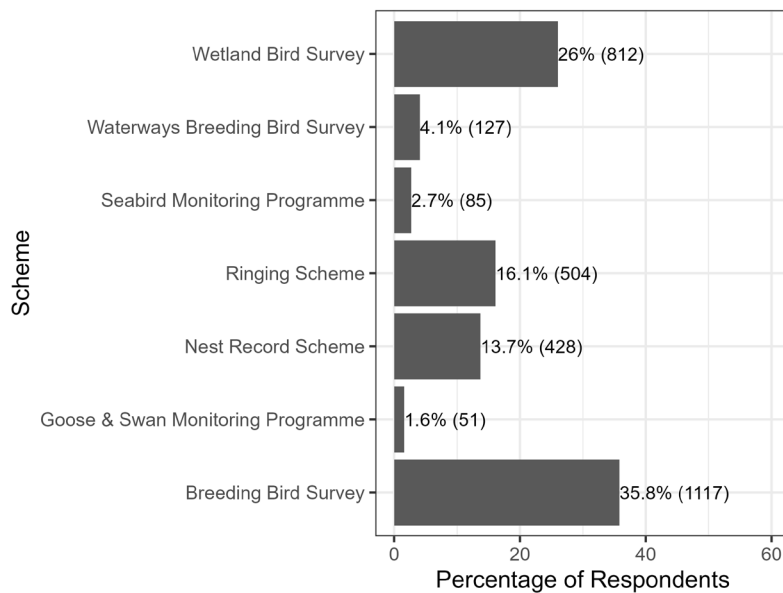 Scheme
Wetland Bird Survey 26% (812)
Waterways Breeding Bird Survey 4.1% (127)
Seabird Monitoring Programme 2.7% (85)
Ringing Scheme 16.1% (504)
Nest Record Scheme 13.7% (428)
Goose & Swan Monitoring Programme 1.6% (51)
Breeding Bird Survey 35.8% (1117)
0 20 40 60
Percentage of Respondents